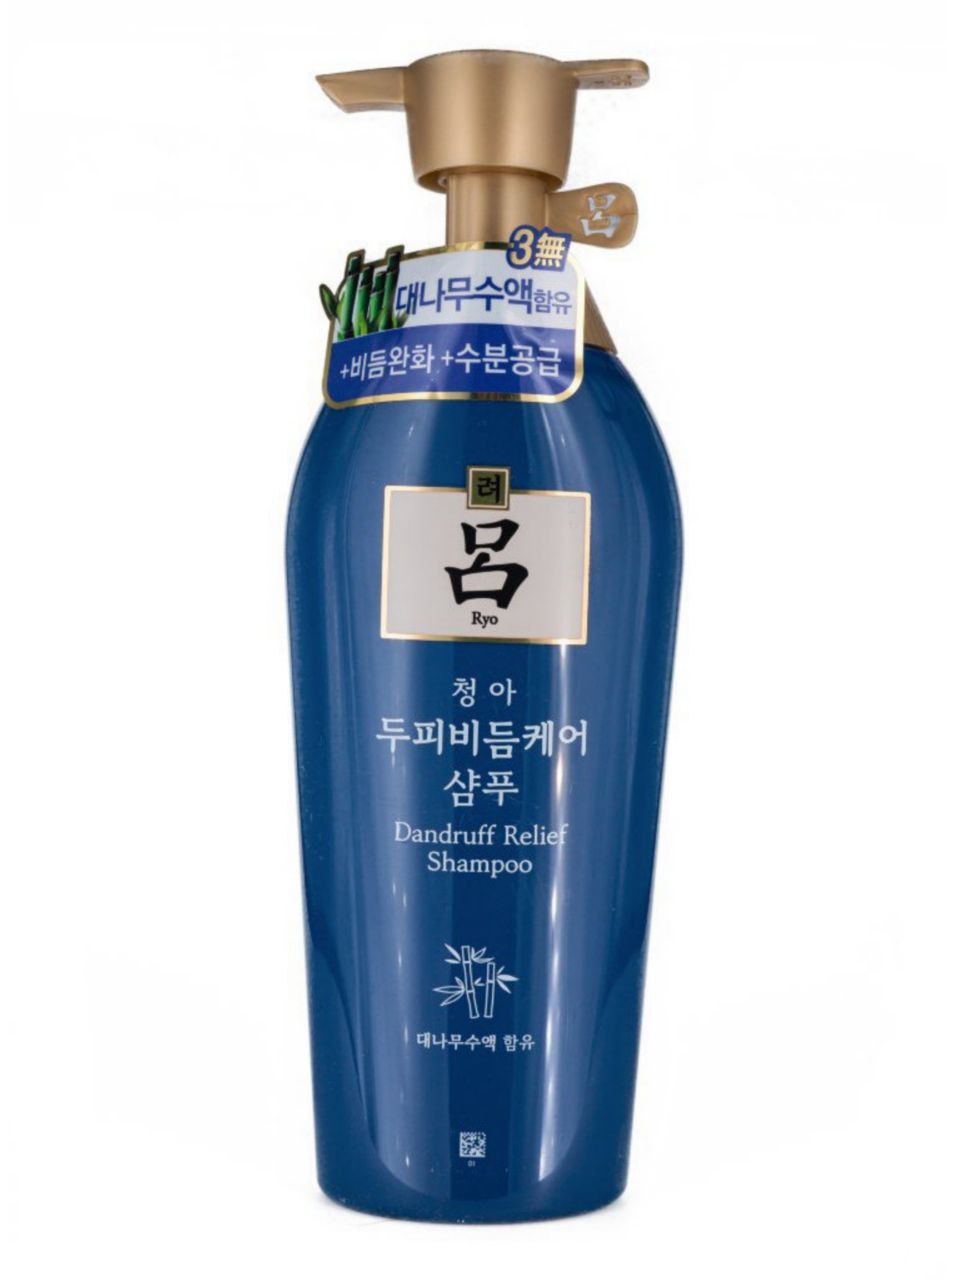 呂
3無
대나무수액함유
+비듬완화 +수분공급
려
呂
Ryo
청아
두피비듬케어
샴푸
Dandruff Relief
Shampoo
대나무수액 함유
01